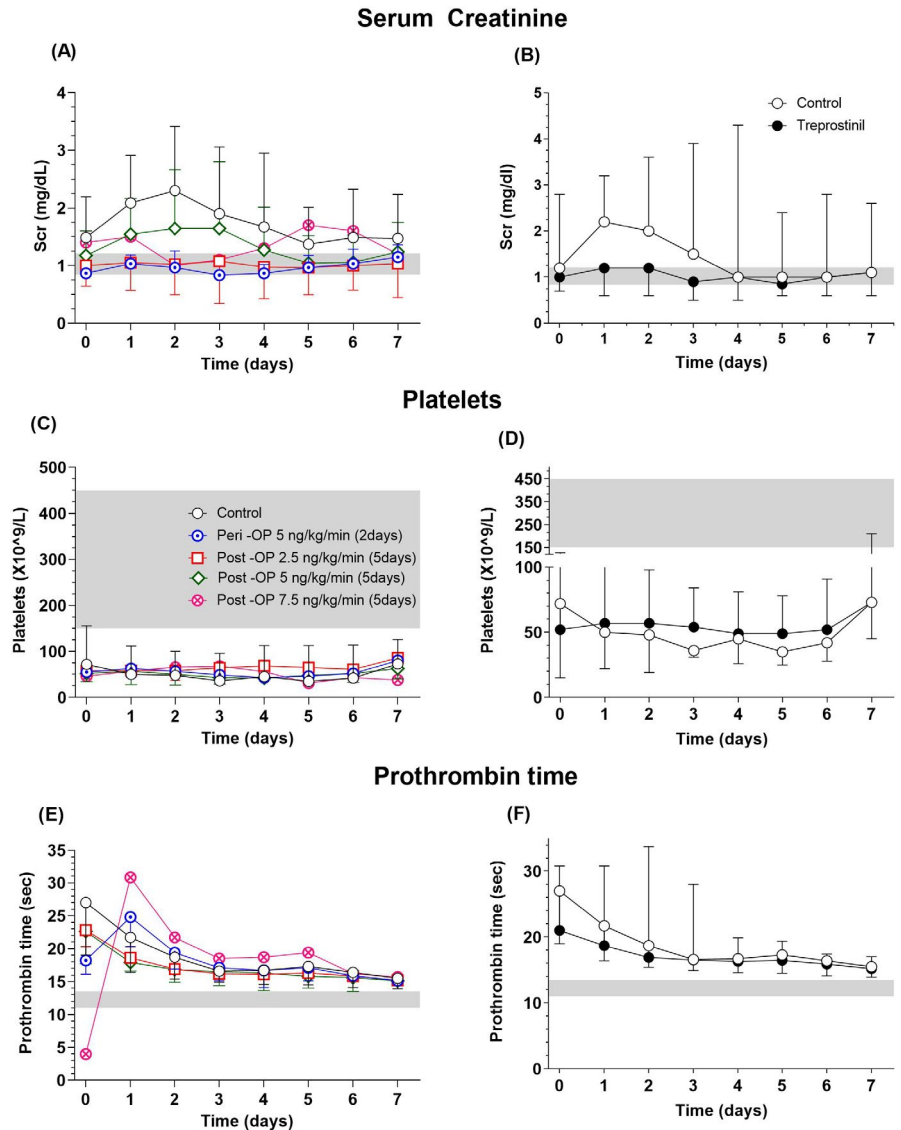 Serum Creatinine
(A)
Scr (mg/dL)
4
3
2
1
0
0 1 2 3 4 5 6 7
Time (days)
(B)
Scr (mg/dl)
5
4
3
2
1
0
0 1 2 3 4 5 6 7
Time (days)
Control
Treprostinil
Platelets
(C)
Platelets (X10^9/L)
500
400
300
200
100
0
0 1 2 3 4 5 6 7
Time (days)
Control
Peri -OP 5 ng/kg/min (2days)
Post -OP 2.5 ng/kg/min (5days)
Post -OP 5 ng/kg/min (5days)
Post -OP 7.5 ng/kg/min (5days)
(D)
Platelets (X10^9/L)
450
350
250
150
100
50
0
0 1 2 3 4 5 6 7
Time (days)
Prothrombin time
(E)
Prothrombin time (sec)
35
30
25
20
15
10
5
0
0 1 2 3 4 5 6 7
Time (days)
(F)
Prothrombin time (sec)
30
20
10
0
0 1 2 3 4 5 6 7
Time (days)